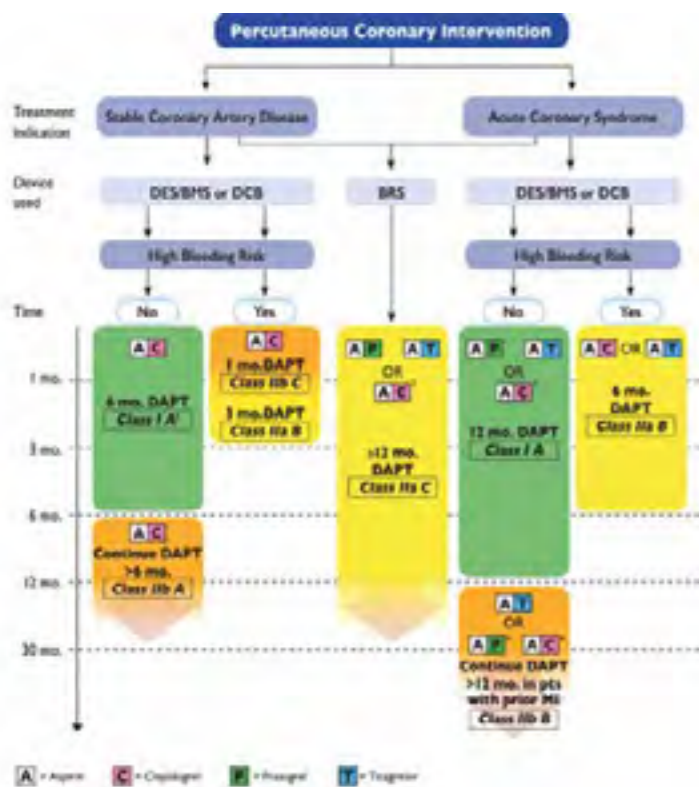 Percutaneous Coronary Intervention
Treatment
Indication
Stable Coronary Artery Disease
Acute Coronary Syndrome
Device
used
DES/BMS or DCB
BRS
DES/BMS or DCB
High Bleeding Risk
High Bleeding Risk
Time
No
Yes
No
Yes
A C
A C
A P A T
A P A T
A C OR A T
1 mo. DAPT
OR
OR
Class IIb C
A C
A C
1 mo.
6 mo. DAPT
3 mo. DAPT
6 mo.
Class I A
Class IIa B
DAPT
12 mo. DAPT
Class IIa B
3 mo.
≥12 mo.
Class I A
DAPT
Class IIa C
6 mo.
A C
Continue DAPT
>6 mo.
12 mo.
Class IIb A
A T
OR
30 mo.
A P A C
Continue DAPT
>12 mo. in pts
with prior MI
Class IIb B
A = Aspirin C = Clopidogrel P = Prasugrel T = Ticagrelor